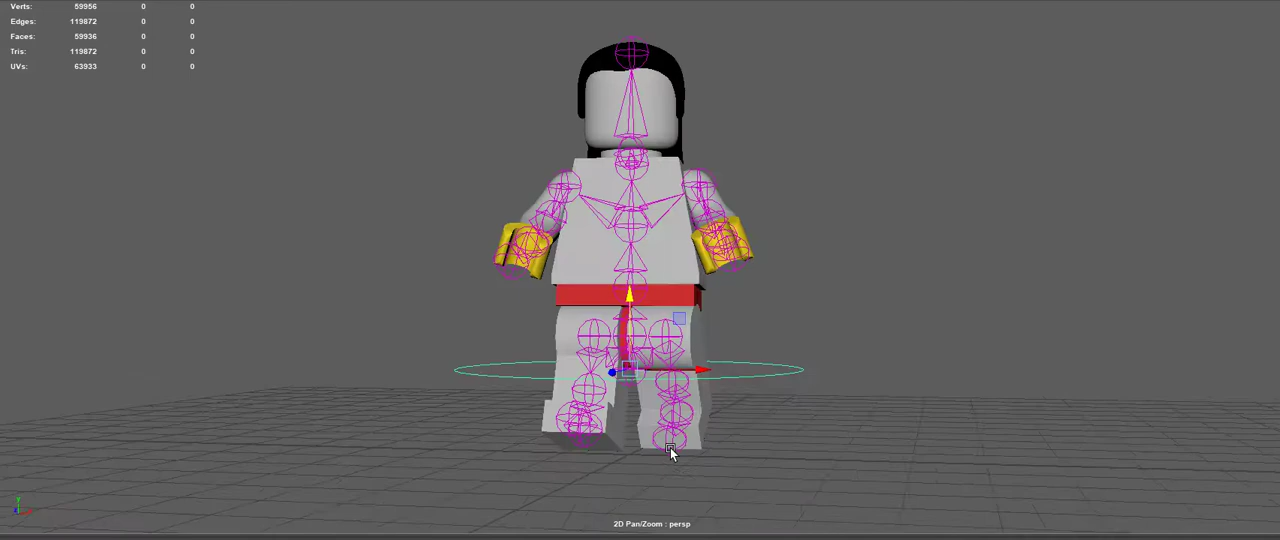 Verts: 59956 0 0
Edges: 119872 0 0
Faces: 59936 0 0
Tris: 119872 0 0
UVs: 63933 0 0
2D Pan/Zoom : persp